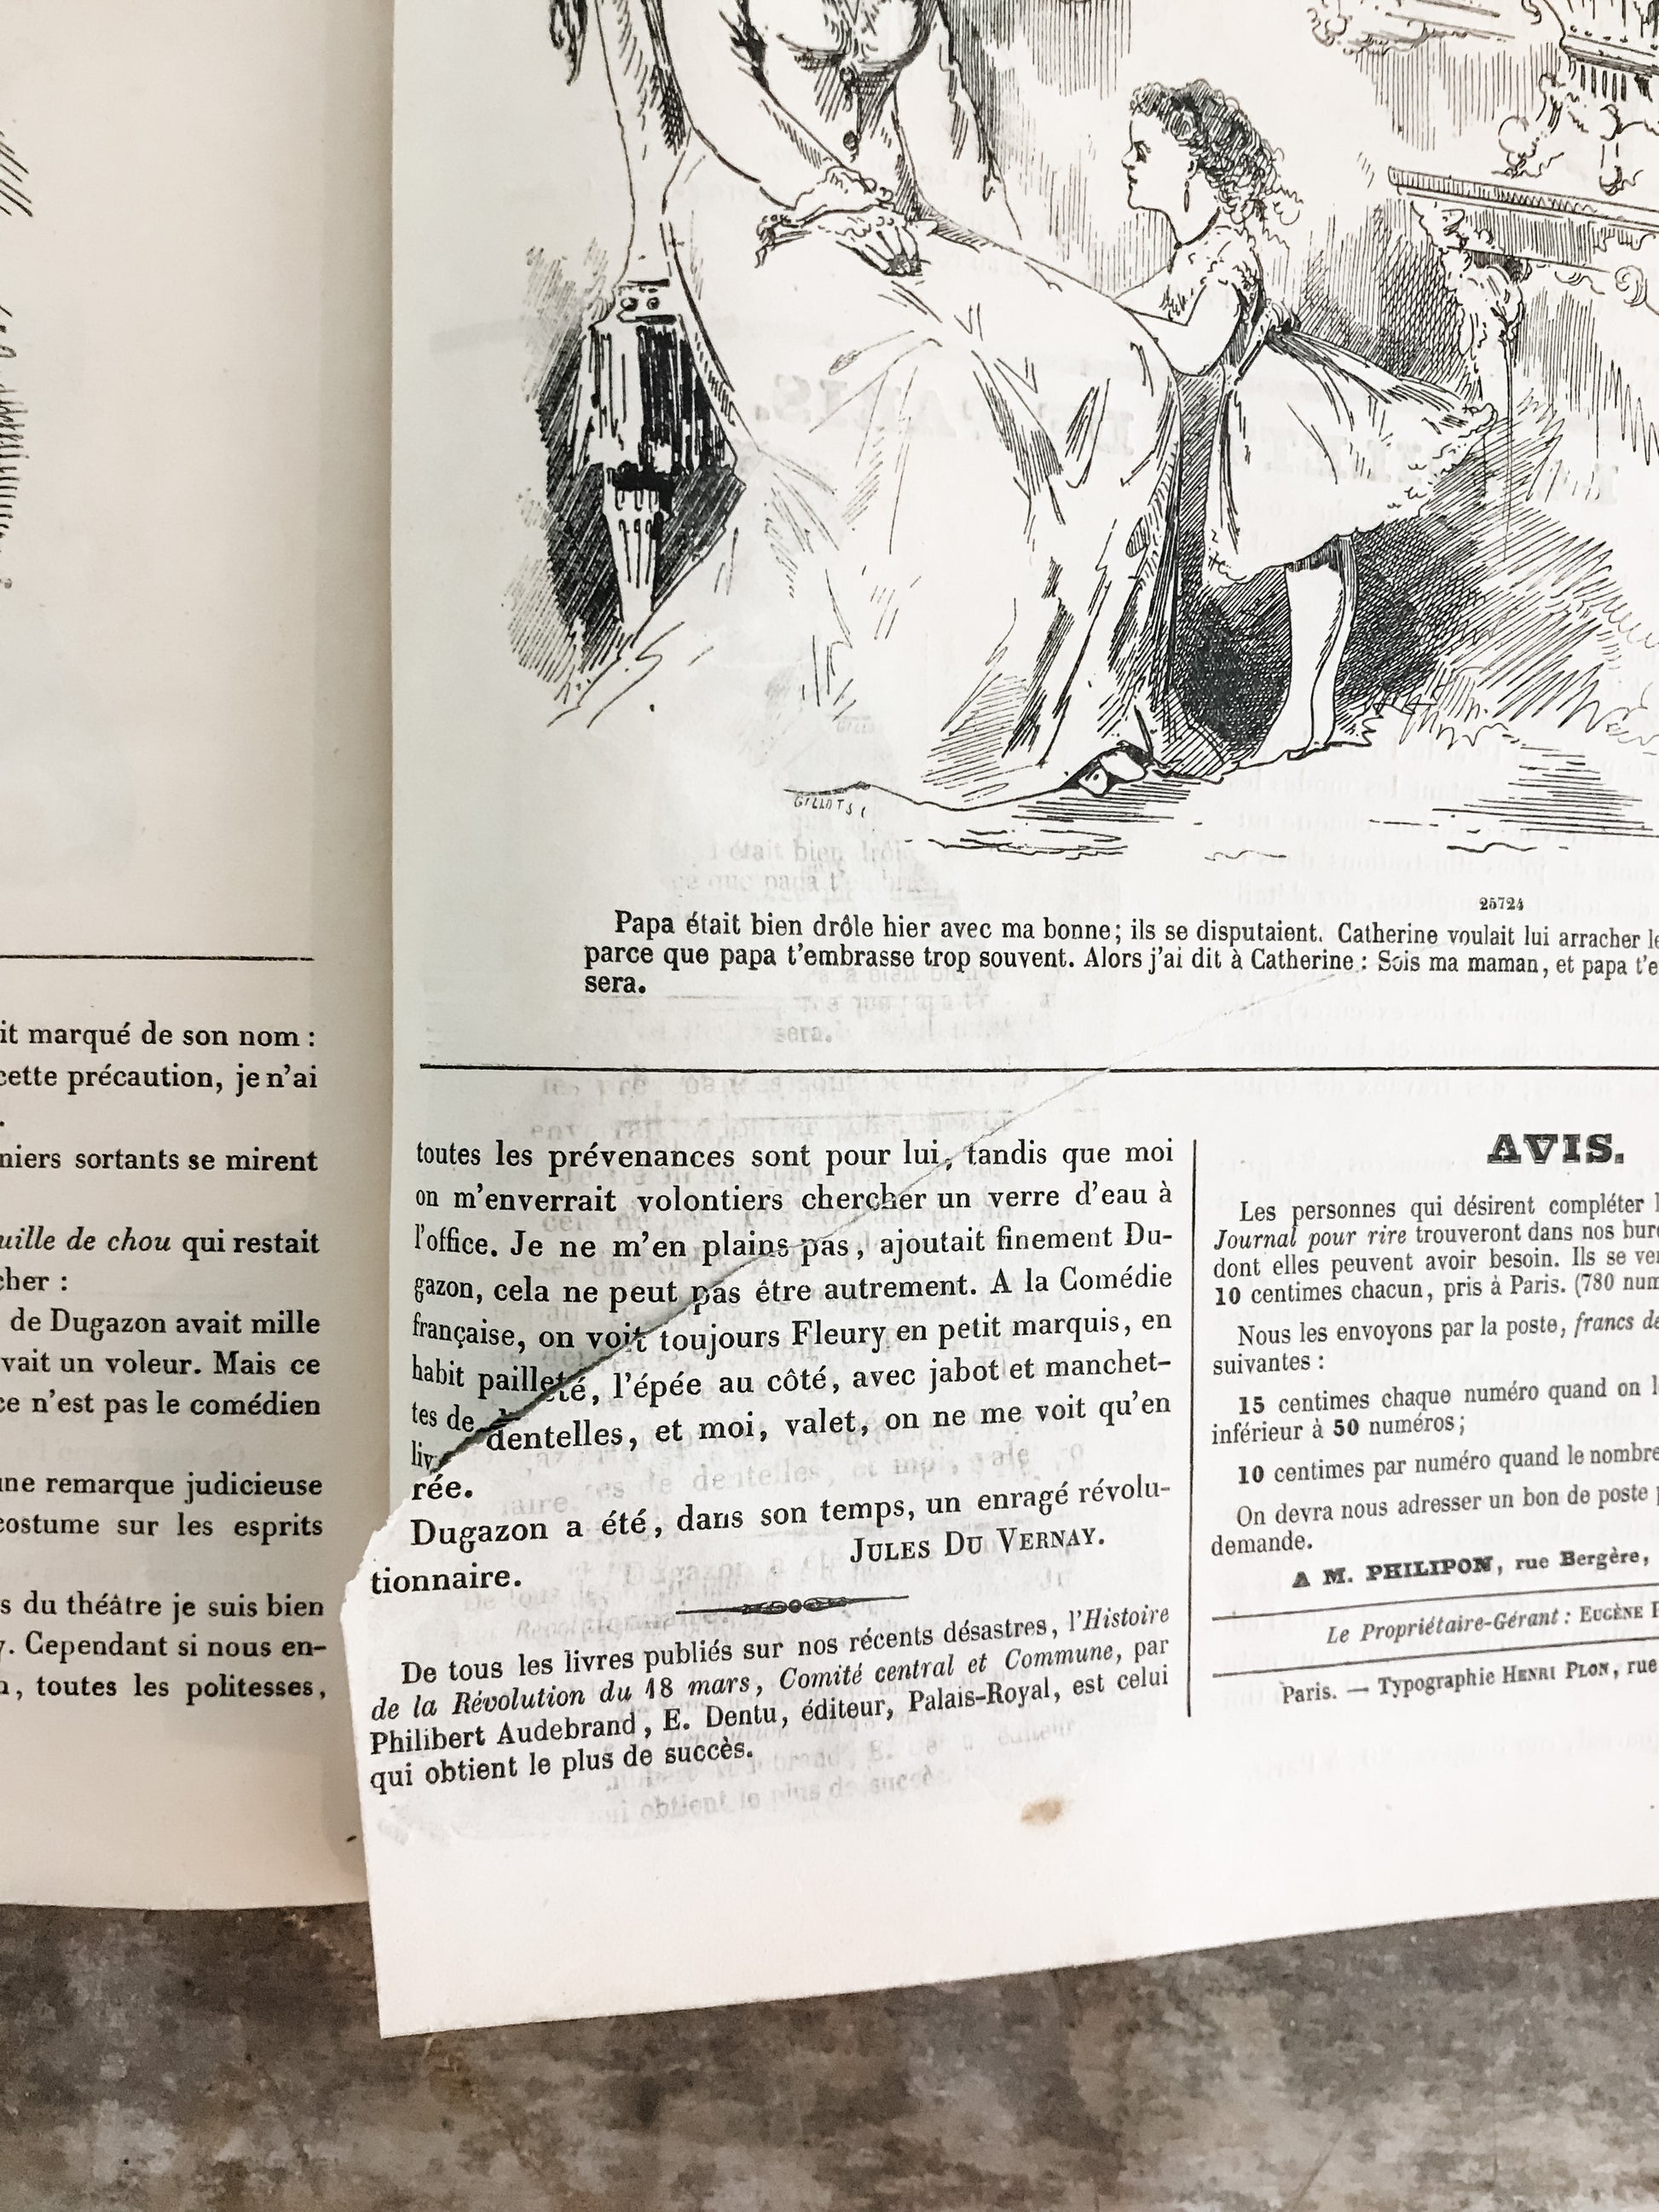 it marqué de son nom :
cette précaution, je n'ai
niers sortants se mirent
uille de chou qui restait
cher :
de Dugazon avait mille
vait un voleur. Mais ce
ce n'est pas le comédien
une remarque judicieuse
costume sur les esprits
s du théâtre je suis bien
y. Cependant si nous en-
n, toutes les politesses,
GILLOT SC
25724
Papa était bien drôle hier avec ma bonne; ils se disputaient. Catherine voulait lui arracher le
parce que papa t'embrasse trop souvent. Alors j'ai dit à Catherine : Sois ma maman, et papa t'e
sera.
toutes les prévenances sont pour lui, tandis que moi
on m'enverrait volontiers chercher un verre d'eau à
l'office. Je ne m'en plains pas, ajoutait finement Du-
gazon, cela ne peut pas être autrement. A la Comédie
française, on voit toujours Fleury en petit marquis, en
habit pailleté, l'épée au côté, avec jabot et manchet-
tes de dentelles, et moi, valet, on ne me voit qu'en
liv
rée.
Dugazon a été, dans son temps, un enragé révolu-
tionnaire.
JULES DU VERNAY.
De tous les livres publiés sur nos récents désastres, l'Histoire
de la Révolution du 18 mars, Comité central et Commune, par
Philibert Audebrand, E. Dentu, éditeur, Palais-Royal, est celui
qui obtient le plus de succès.
AVIS.
Les personnes qui désirent compléter l
Journal pour rire trouveront dans nos bure
dont elles peuvent avoir besoin. Ils se ve
10 centimes chacun, pris à Paris. (780 num
Nous les envoyons par la poste, francs de
suivantes :
15 centimes chaque numéro quand on l
inférieur à 50 numéros;
10 centimes par numéro quand le nombre
On devra nous adresser un bon de poste p
demande.
A M. PHILIPON, rue Bergère,
Le Propriétaire-Gérant : EUGÈNE P
Paris. — Typographie HENRI PLON, rue